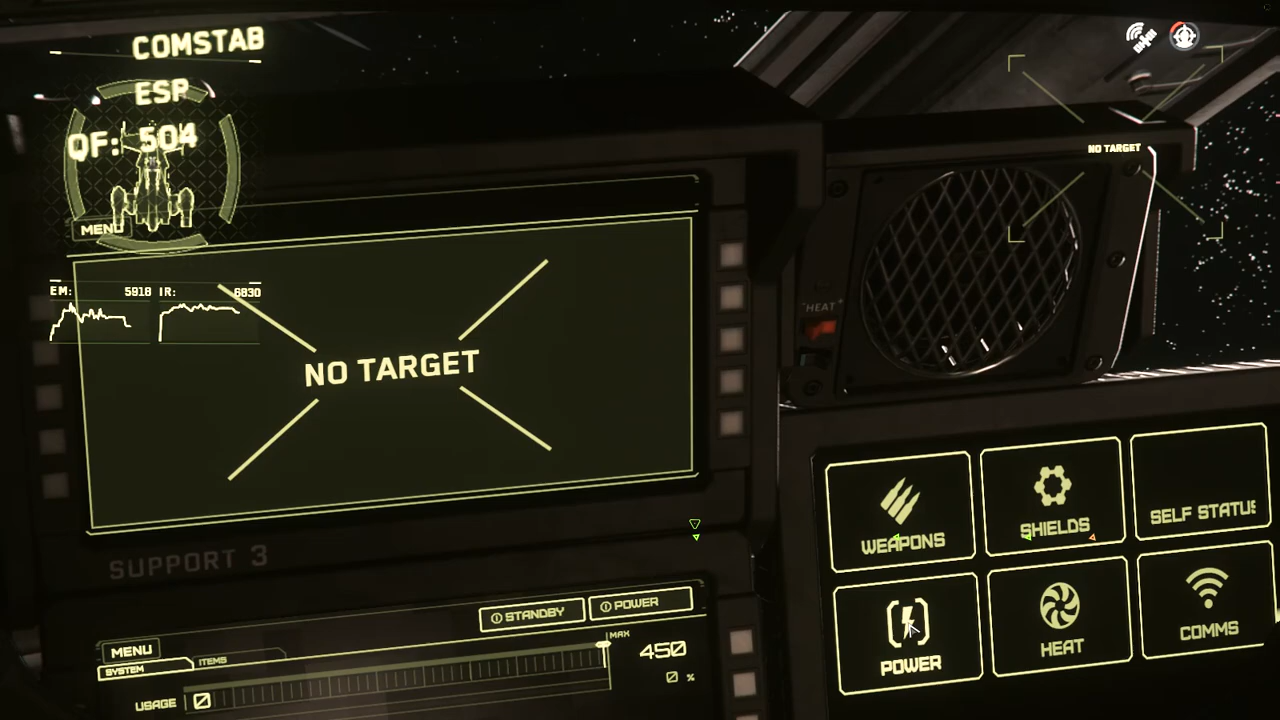 COMSTAB
ESP
QF: 504
MENU
EM: 5918 IR: 6830
NO TARGET
NO TARGET
HEAT
WEAPONS
SHIELDS
SELF STATUS
POWER
HEAT
COMMS
SUPPORT 3
STANDBY
POWER
MENU
SYSTEM
ITEMS
MAX
450
USAGE 0
0 %